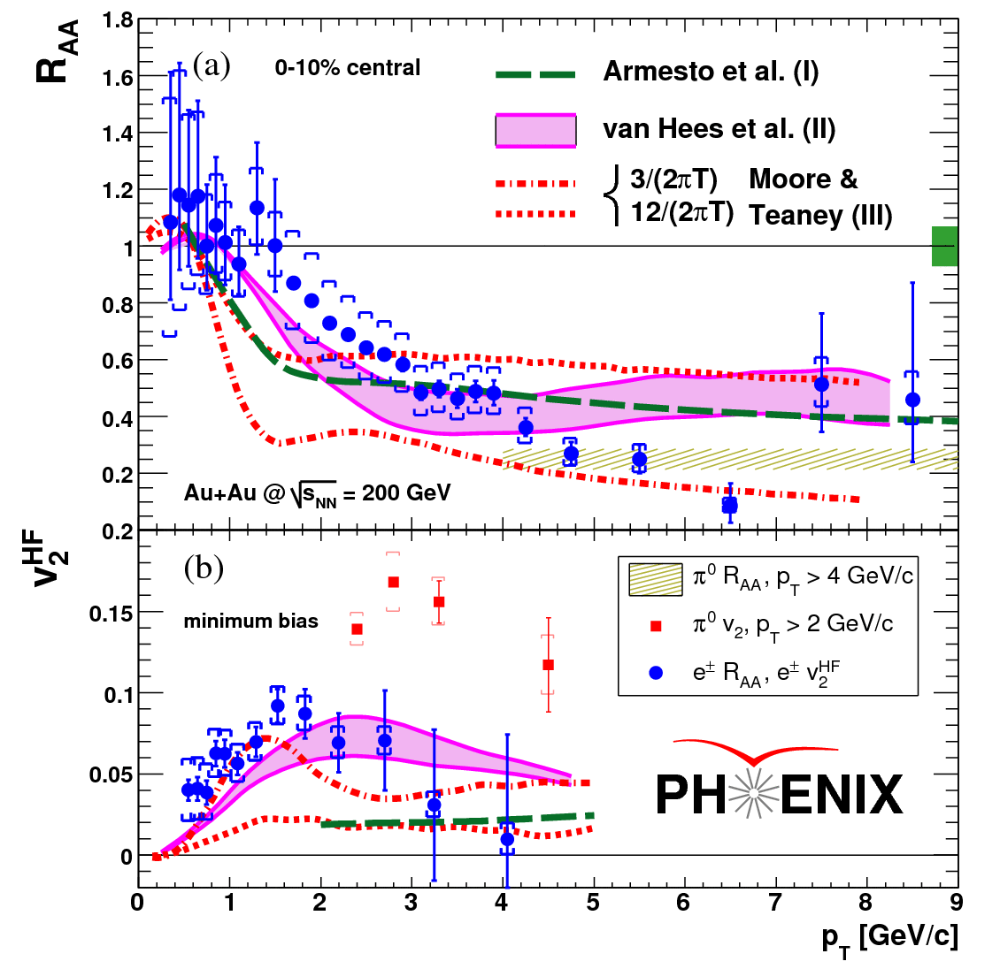 1.8
R_AA
(a)
0-10% central
Armesto et al. (I)
van Hees et al. (II)
3/(2πT) Moore &
12/(2πT) Teaney (III)
1.6
1.4
1.2
1
0.8
0.6
0.4
0.2
Au+Au @ √s_NN = 200 GeV
0.2
v_2^HF
(b)
minimum bias
π^0 R_AA, p_T > 4 GeV/c
π^0 v_2, p_T > 2 GeV/c
e^± R_AA, e^± v_2^HF
0.15
0.1
0.05
0
PHENIX
0 1 2 3 4 5 6 7 8 9
p_T [GeV/c]